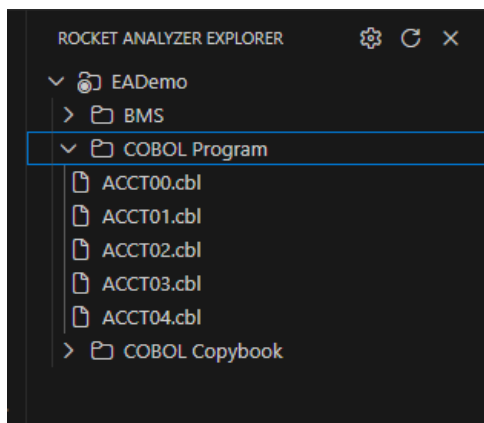 ROCKET ANALYZER EXPLORER
EADemo
BMS
COBOL Program
ACCT00.cbl
ACCT01.cbl
ACCT02.cbl
ACCT03.cbl
ACCT04.cbl
COBOL Copybook